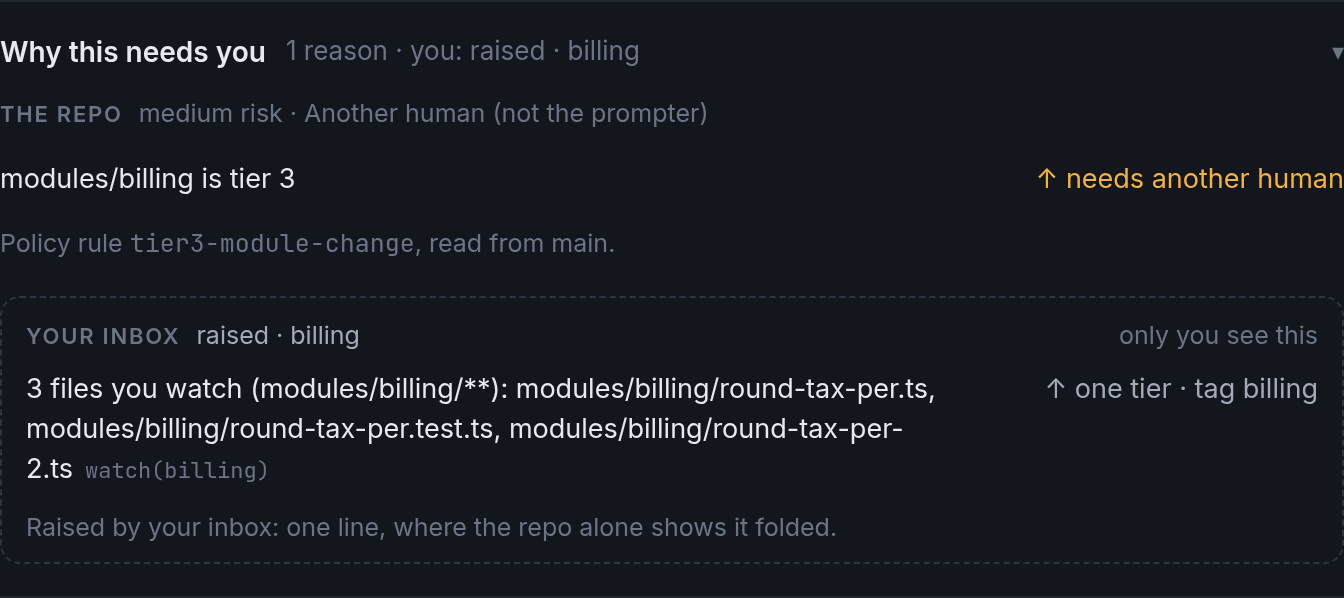 Why this needs you 1 reason · you: raised · billing ▾
THE REPO medium risk · Another human (not the prompter)
modules/billing is tier 3 ↑ needs another human
Policy rule tier3-module-change, read from main.
YOUR INBOX raised · billing only you see this
3 files you watch (modules/billing/**): modules/billing/round-tax-per.ts, ↑ one tier · tag billing
modules/billing/round-tax-per.test.ts, modules/billing/round-tax-per-
2.ts watch(billing)
Raised by your inbox: one line, where the repo alone shows it folded.